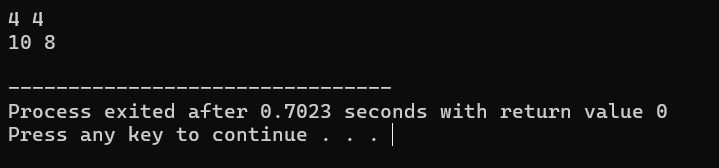 4 4
10 8
--------------------------------
Process exited after 0.7023 seconds with return value 0
Press any key to continue . . .